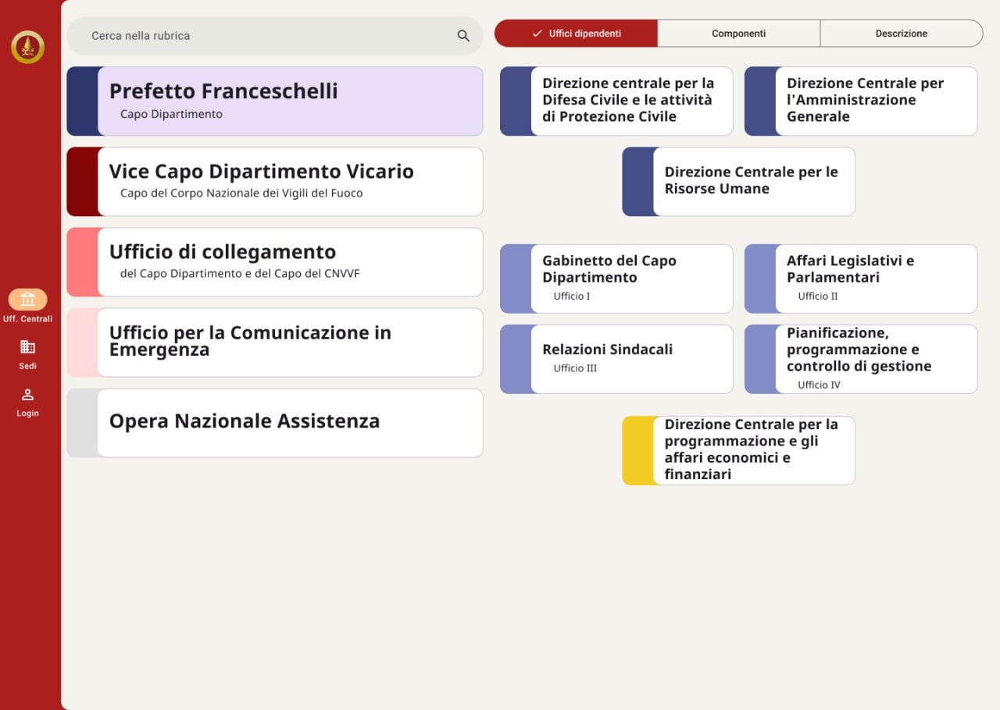 Uff. Centrali
Sedi
Login
Cerca nella rubrica
Prefetto Franceschelli
Capo Dipartimento
Vice Capo Dipartimento Vicario
Capo del Corpo Nazionale dei Vigili del Fuoco
Ufficio di collegamento
del Capo Dipartimento e del Capo del CNVVF
Ufficio per la Comunicazione in
Emergenza
Opera Nazionale Assistenza
Uffici dipendenti
Componenti
Descrizione
Direzione centrale per la
Difesa Civile e le attività
di Protezione Civile
Direzione Centrale per
l'Amministrazione
Generale
Direzione Centrale per le
Risorse Umane
Gabinetto del Capo
Dipartimento
Ufficio I
Affari Legislativi e
Parlamentari
Ufficio II
Relazioni Sindacali
Ufficio III
Pianificazione,
programmazione e
controllo di gestione
Ufficio IV
Direzione Centrale per la
programmazione e gli
affari economici e
finanziari